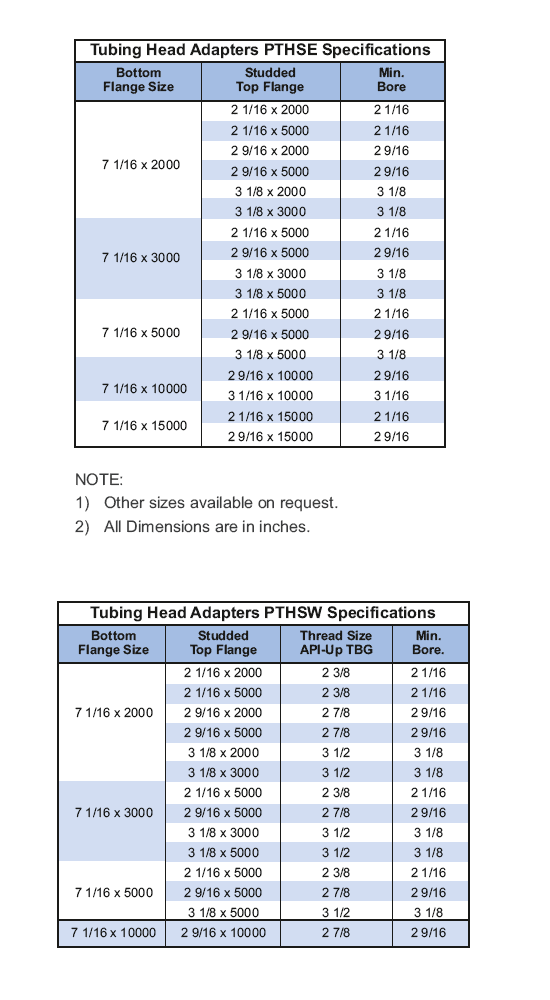 Tubing Head Adapters PTHSE Specifications
Bottom Flange Size Studded Top Flange Min. Bore
2 1/16 x 2000 2 1/16
2 1/16 x 5000 2 1/16
2 9/16 x 2000 2 9/16
7 1/16 x 2000 2 9/16 x 5000 2 9/16
3 1/8 x 2000 3 1/8
3 1/8 x 3000 3 1/8
2 1/16 x 5000 2 1/16
7 1/16 x 3000 2 9/16 x 5000 2 9/16
3 1/8 x 3000 3 1/8
3 1/8 x 5000 3 1/8
2 1/16 x 5000 2 1/16
7 1/16 x 5000 2 9/16 x 5000 2 9/16
3 1/8 x 5000 3 1/8
2 9/16 x 10000 2 9/16
7 1/16 x 10000 3 1/16 x 10000 3 1/16
2 1/16 x 15000 2 1/16
7 1/16 x 15000 2 9/16 x 15000 2 9/16
NOTE:
1) Other sizes available on request.
2) All Dimensions are in inches.
Tubing Head Adapters PTHSW Specifications
Bottom Flange Size Studded Top Flange Thread Size API-Up TBG Min. Bore.
2 1/16 x 2000 2 3/8 2 1/16
2 1/16 x 5000 2 3/8 2 1/16
7 1/16 x 2000 2 9/16 x 2000 2 7/8 2 9/16
2 9/16 x 5000 2 7/8 2 9/16
3 1/8 x 2000 3 1/2 3 1/8
3 1/8 x 3000 3 1/2 3 1/8
2 1/16 x 5000 2 3/8 2 1/16
7 1/16 x 3000 2 9/16 x 5000 2 7/8 2 9/16
3 1/8 x 3000 3 1/2 3 1/8
3 1/8 x 5000 3 1/2 3 1/8
2 1/16 x 5000 2 3/8 2 1/16
7 1/16 x 5000 2 9/16 x 5000 2 7/8 2 9/16
3 1/8 x 5000 3 1/2 3 1/8
7 1/16 x 10000 2 9/16 x 10000 2 7/8 2 9/16